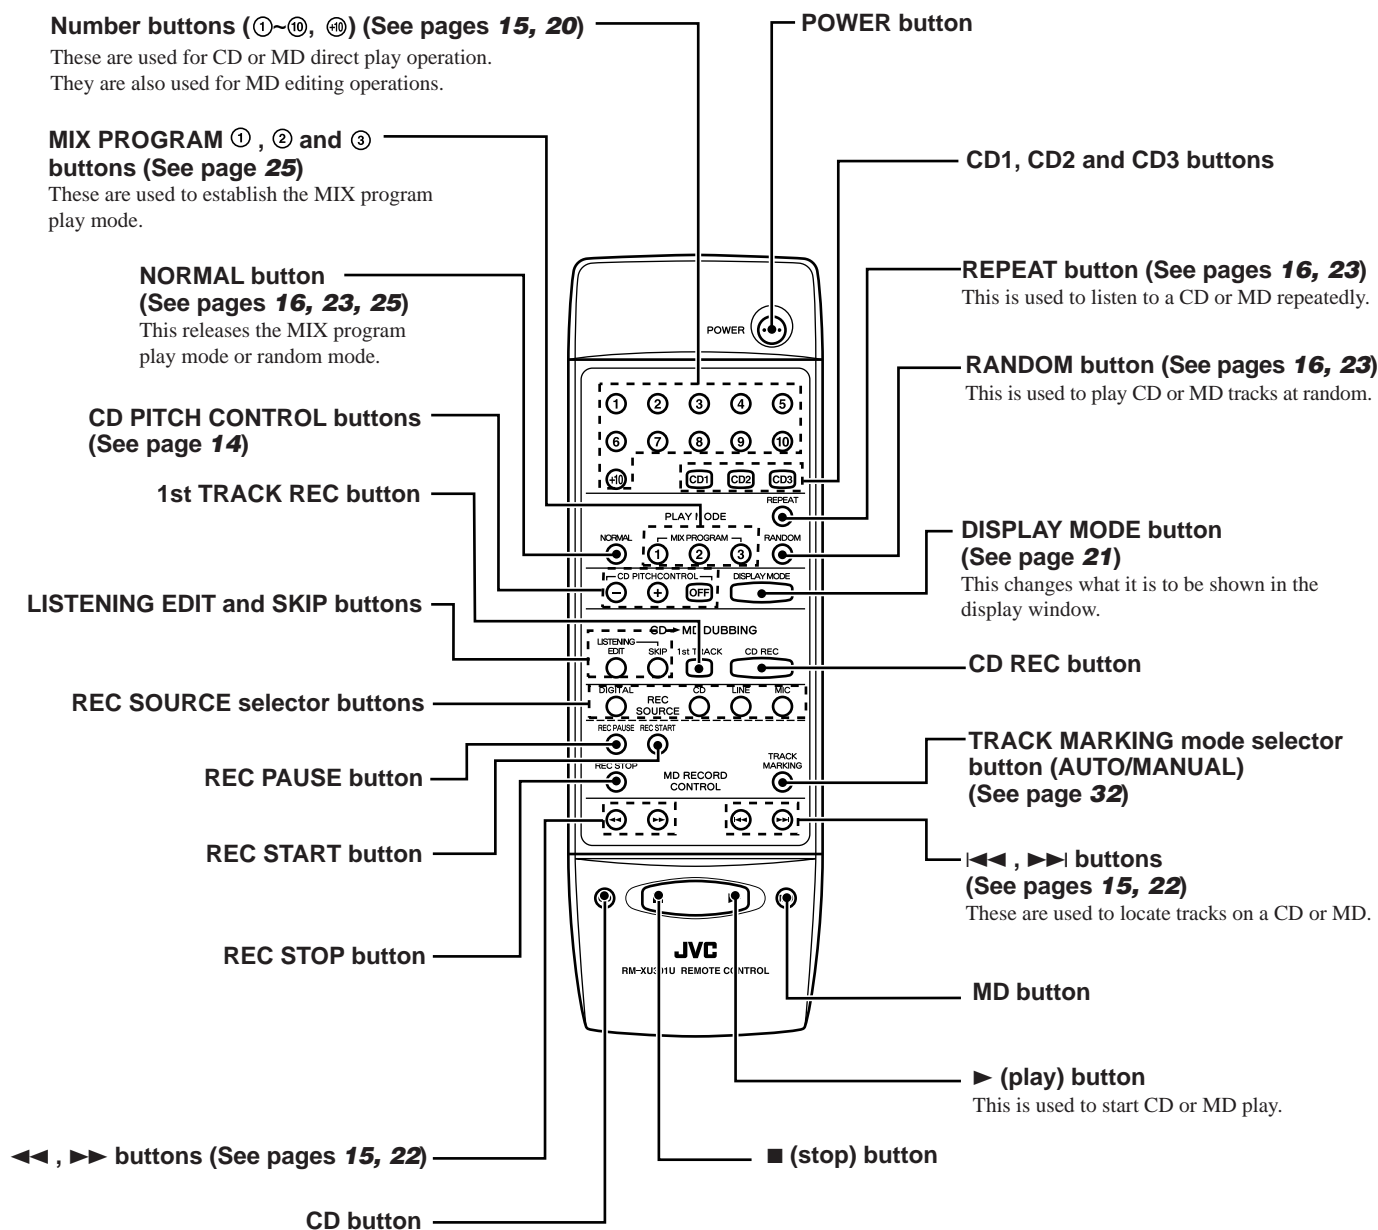 Number buttons (①~⑩, +10) (See pages 15, 20)
These are used for CD or MD direct play operation.
They are also used for MD editing operations.
MIX PROGRAM ① , ② and ③
buttons (See page 25)
These are used to establish the MIX program
play mode.
NORMAL button
(See pages 16, 23, 25)
This releases the MIX program
play mode or random mode.
CD PITCH CONTROL buttons
(See page 14)
1st TRACK REC button
LISTENING EDIT and SKIP buttons
REC SOURCE selector buttons
REC PAUSE button
REC START button
REC STOP button
◄◄ , ►► buttons (See pages 15, 22)
CD button
POWER button
CD1, CD2 and CD3 buttons
REPEAT button (See pages 16, 23)
This is used to listen to a CD or MD repeatedly.
RANDOM button (See pages 16, 23)
This is used to play CD or MD tracks at random.
DISPLAY MODE button
(See page 21)
This changes what it is to be shown in the
display window.
CD REC button
TRACK MARKING mode selector
button (AUTO/MANUAL)
(See page 32)
|◄◄ , ►►| buttons
(See pages 15, 22)
These are used to locate tracks on a CD or MD.
MD button
► (play) button
This is used to start CD or MD play.
■ (stop) button
POWER
1 2 3 4 5
6 7 8 9 10
+10 CD1 CD2 CD3
REPEAT
PLAY MODE
NORMAL MIX PROGRAM RANDOM
1 2 3
CD PITCHCONTROL DISPLAY MODE
− + OFF
CD→MD DUBBING
LISTENING
EDIT SKIP 1st TRACK CD REC
DIGITAL CD LINE MIC
REC
SOURCE
REC PAUSE REC START
REC STOP
TRACK
MARKING
MD RECORD
CONTROL
◄◄ ►► |◄◄ ►►|
JVC
RM-XU301U REMOTE CONTROL